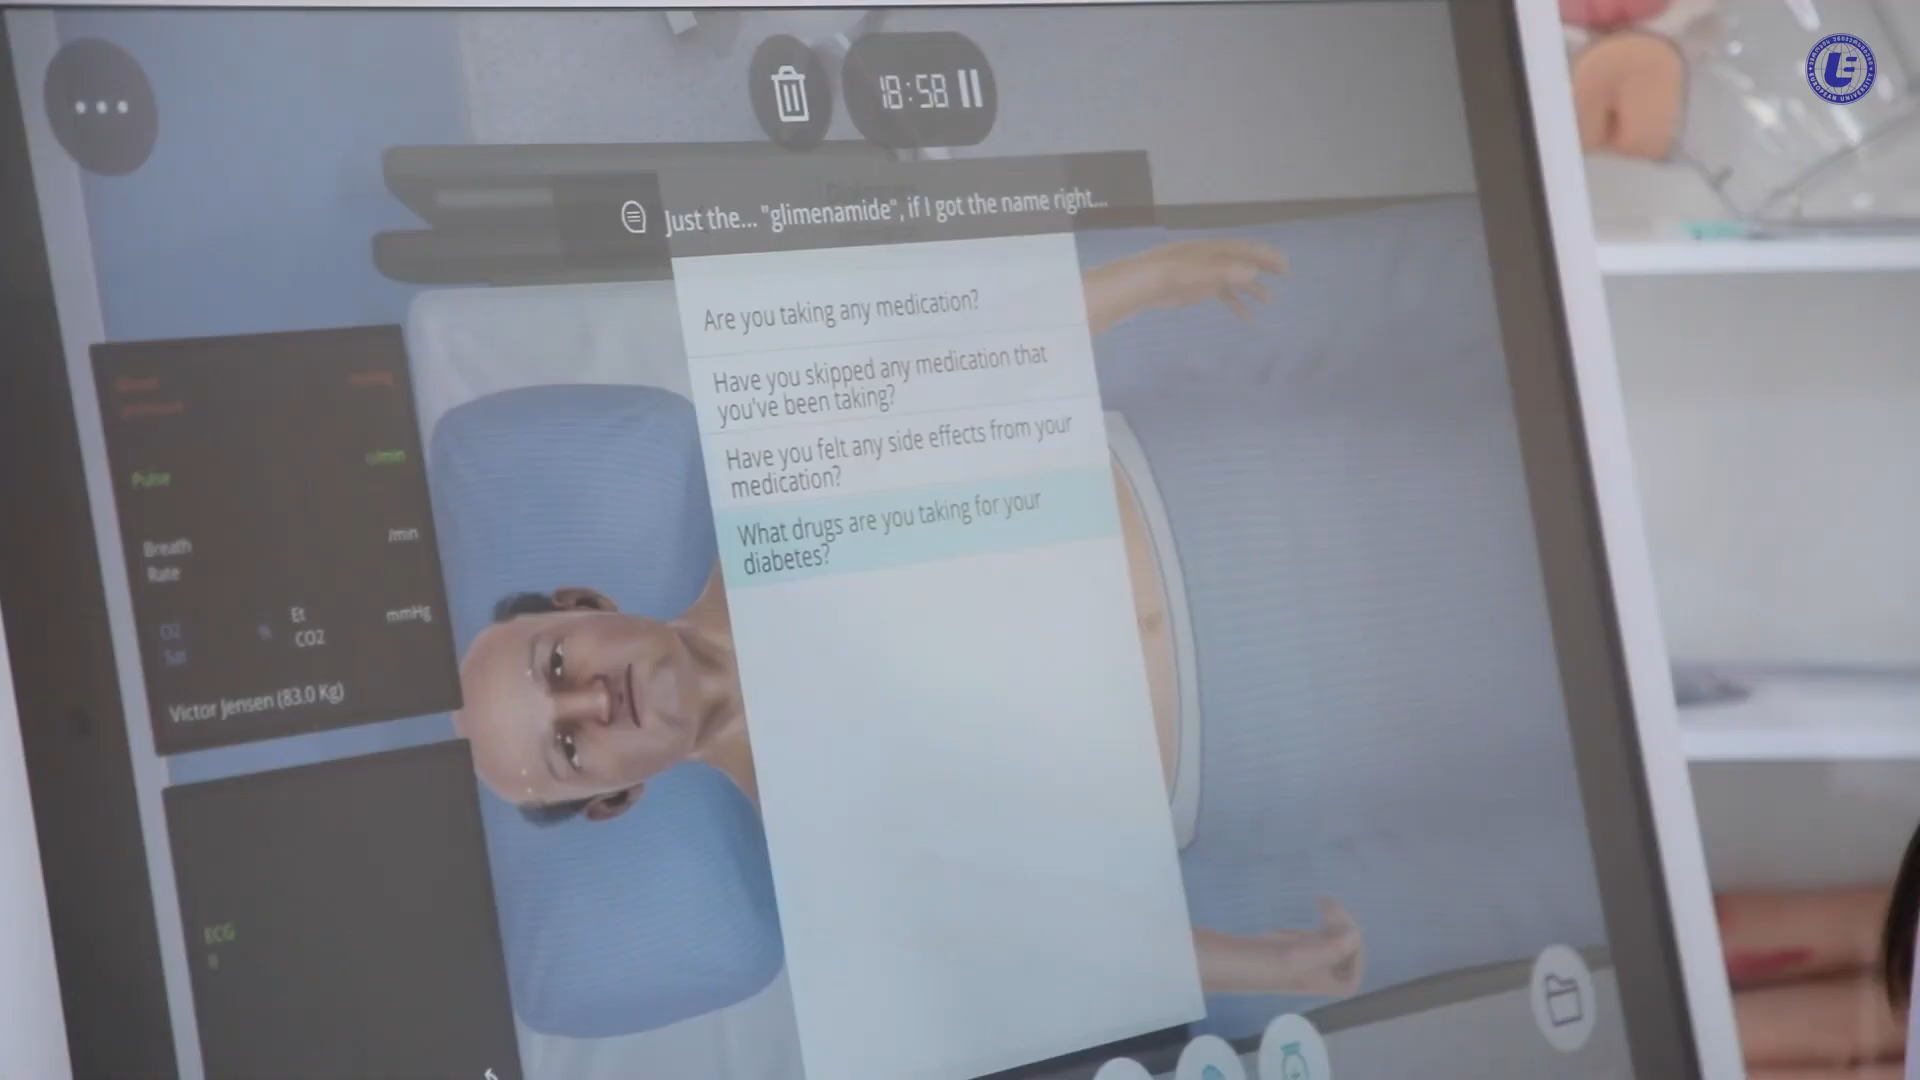 18:58
Just the... "glimenamide", if I got the name right...
Are you taking any medication?
Have you skipped any medication that
you've been taking?
Have you felt any side effects from your
medication?
What drugs are you taking for your
diabetes?
mmHg
Pulse
/min
Breath
Rate
/min
O2
Sat
%
Et
CO2
mmHg
Victor Jensen (83.0 Kg)
ECG
II
EUROPEAN UNIVERSITY